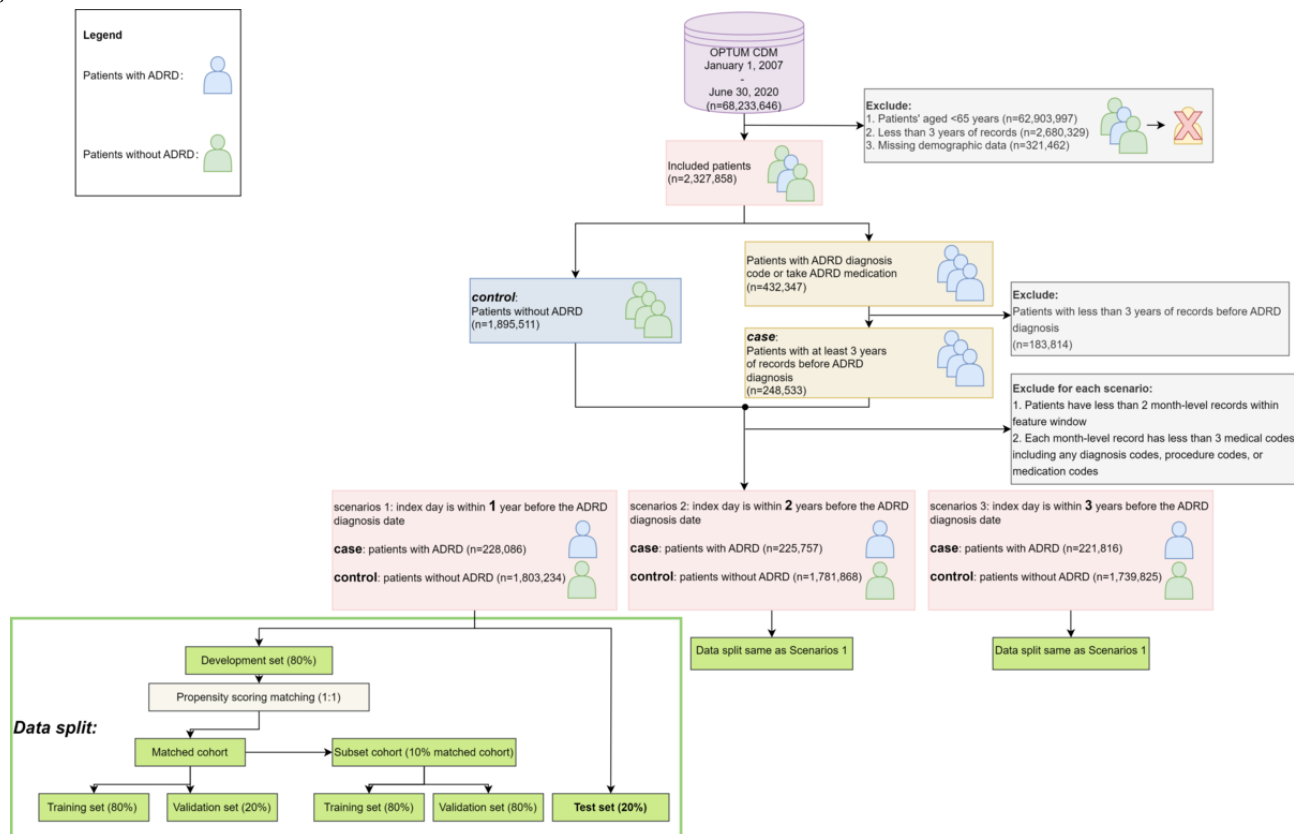 Legend
Patients with ADRD:
Patients without ADRD:
OPTUM CDM
January 1, 2007
-
June 30, 2020
(n=68,233,646)
Exclude:
1. Patients' aged <65 years (n=62,903,997)
2. Less than 3 years of records (n=2,680,329)
3. Missing demographic data (n=321,462)
Included patients
(n=2,327,858)
control:
Patients without ADRD
(n=1,895,511)
Patients with ADRD diagnosis
code or take ADRD medication
(n=432,347)
Exclude:
Patients with less than 3 years of records before ADRD
diagnosis
(n=183,814)
case:
Patients with at least 3 years
of records before ADRD
diagnosis
(n=248,533)
Exclude for each scenario:
1. Patients have less than 2 month-level records within
feature window
2. Each month-level record has less than 3 medical codes
including any diagnosis codes, procedure codes, or
medication codes
scenarios 1: index day is within 1 year before the ADRD
diagnosis date
case: patients with ADRD (n=228,086)
control: patients without ADRD (n=1,803,234)
scenarios 2: index day is within 2 years before the ADRD
diagnosis date
case: patients with ADRD (n=225,757)
control: patients without ADRD (n=1,781,868)
scenarios 3: index day is within 3 years before the ADRD
diagnosis date
case: patients with ADRD (n=221,816)
control: patients without ADRD (n=1,739,825)
Data split same as Scenarios 1
Data split same as Scenarios 1
Data split:
Development set (80%)
Propensity scoring matching (1:1)
Matched cohort
Subset cohort (10% matched cohort)
Training set (80%)
Validation set (20%)
Training set (80%)
Validation set (80%)
Test set (20%)